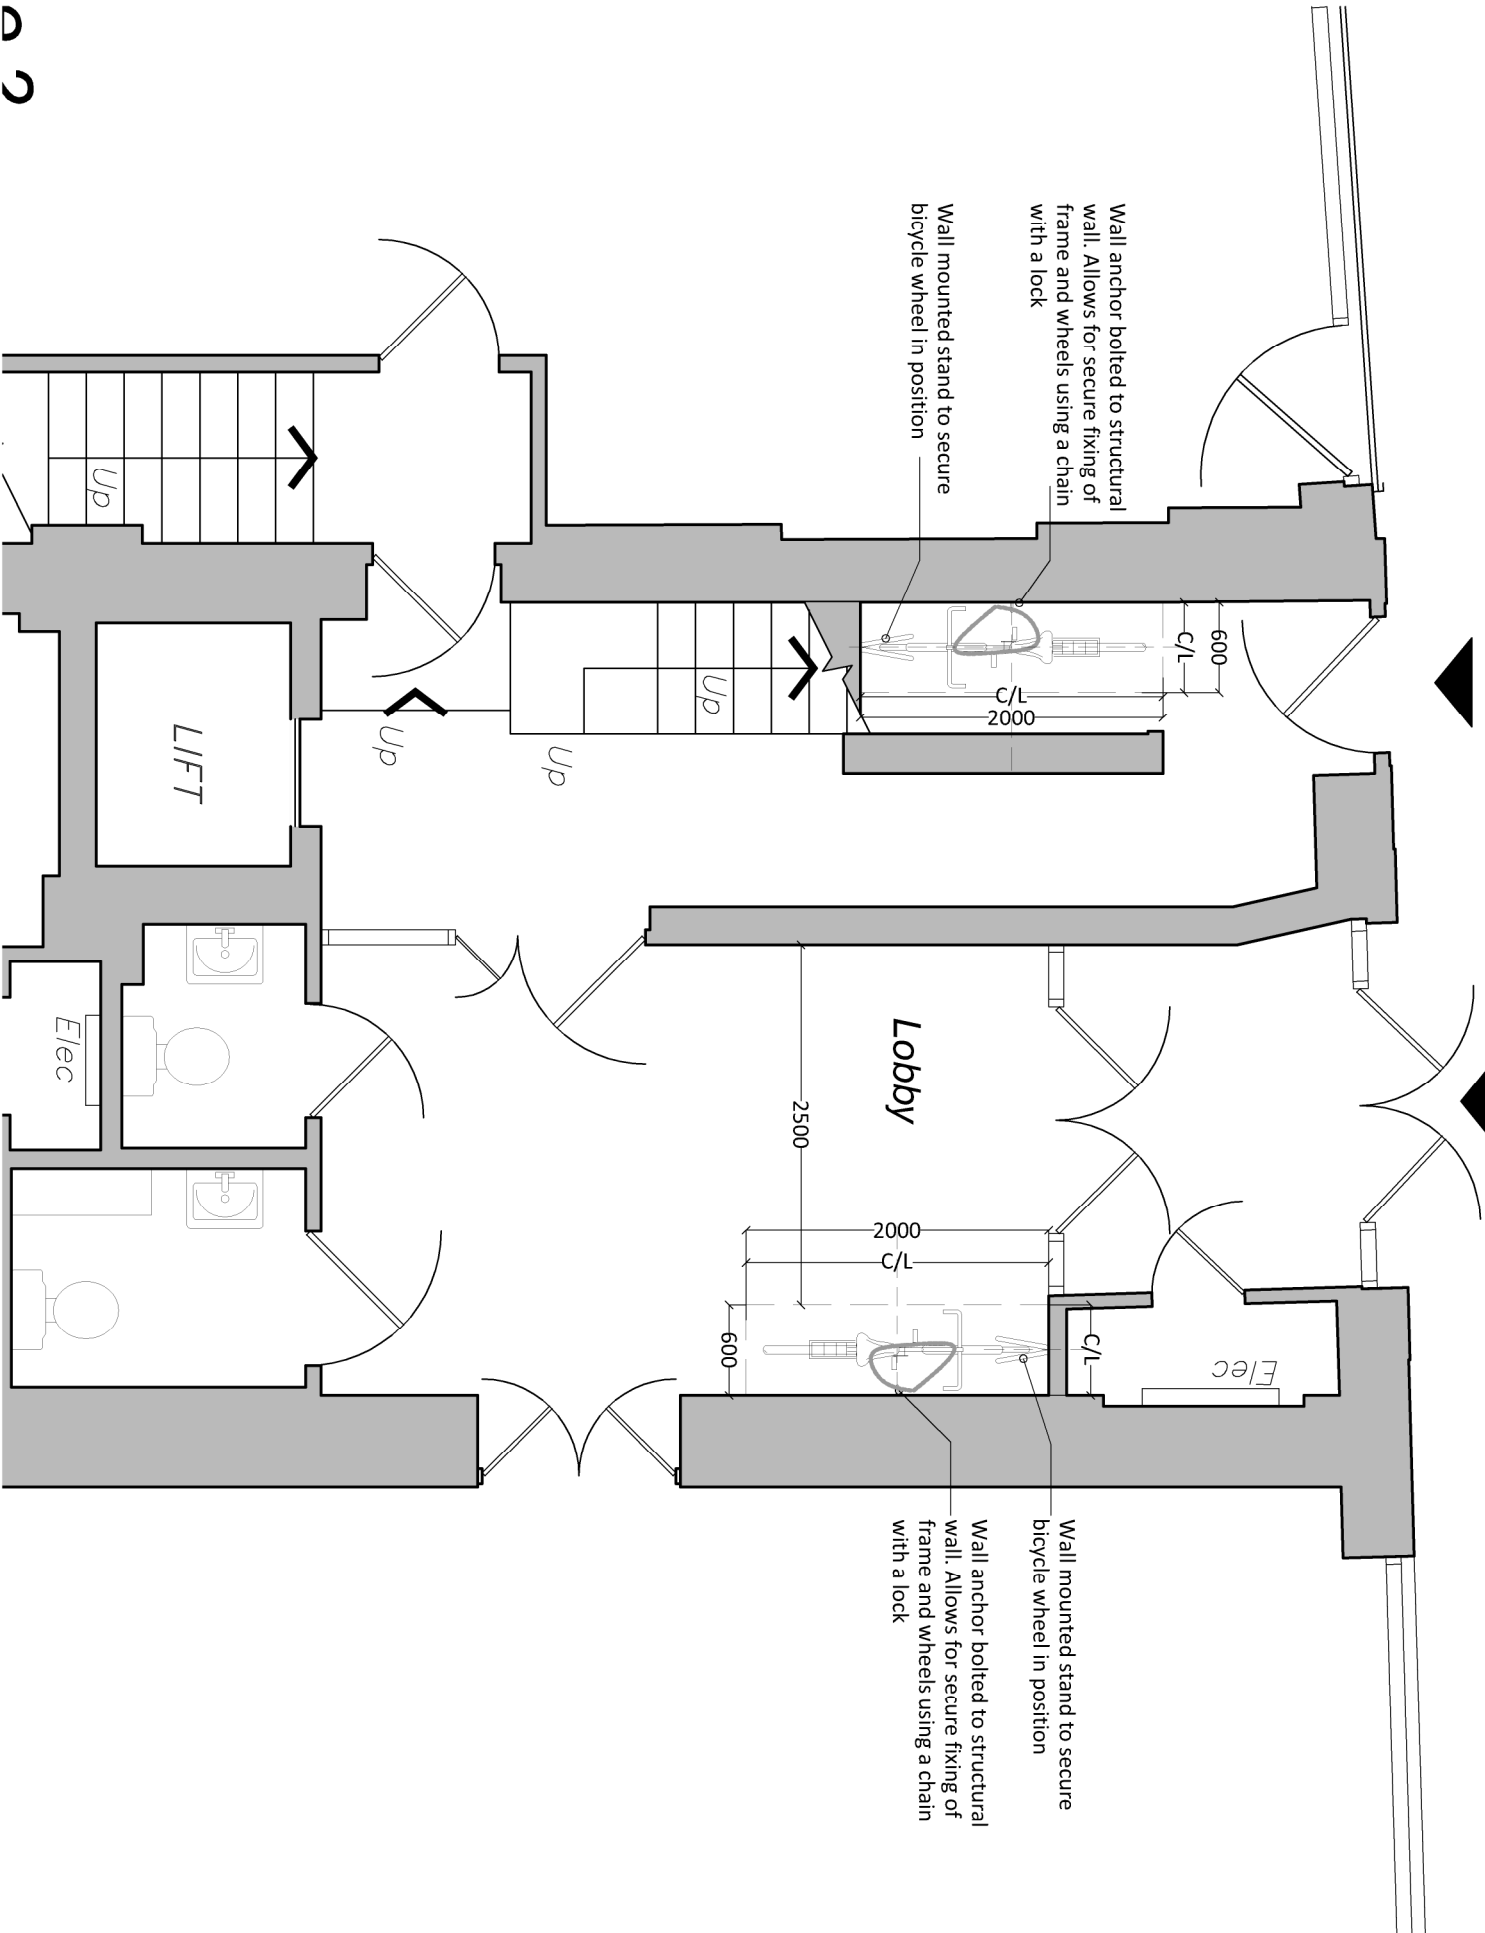 Wall anchor bolted to structural
wall. Allows for secure fixing of
frame and wheels using a chain
with a lock
Wall mounted stand to secure
bicycle wheel in position
Up
LIFT
Up
Up
Up
600
C/L
C/L
2000
Lobby
2500
2000
C/L
600
C/L
Elec
Elec
Wall mounted stand to secure
bicycle wheel in position
Wall anchor bolted to structural
wall. Allows for secure fixing of
frame and wheels using a chain
with a lock